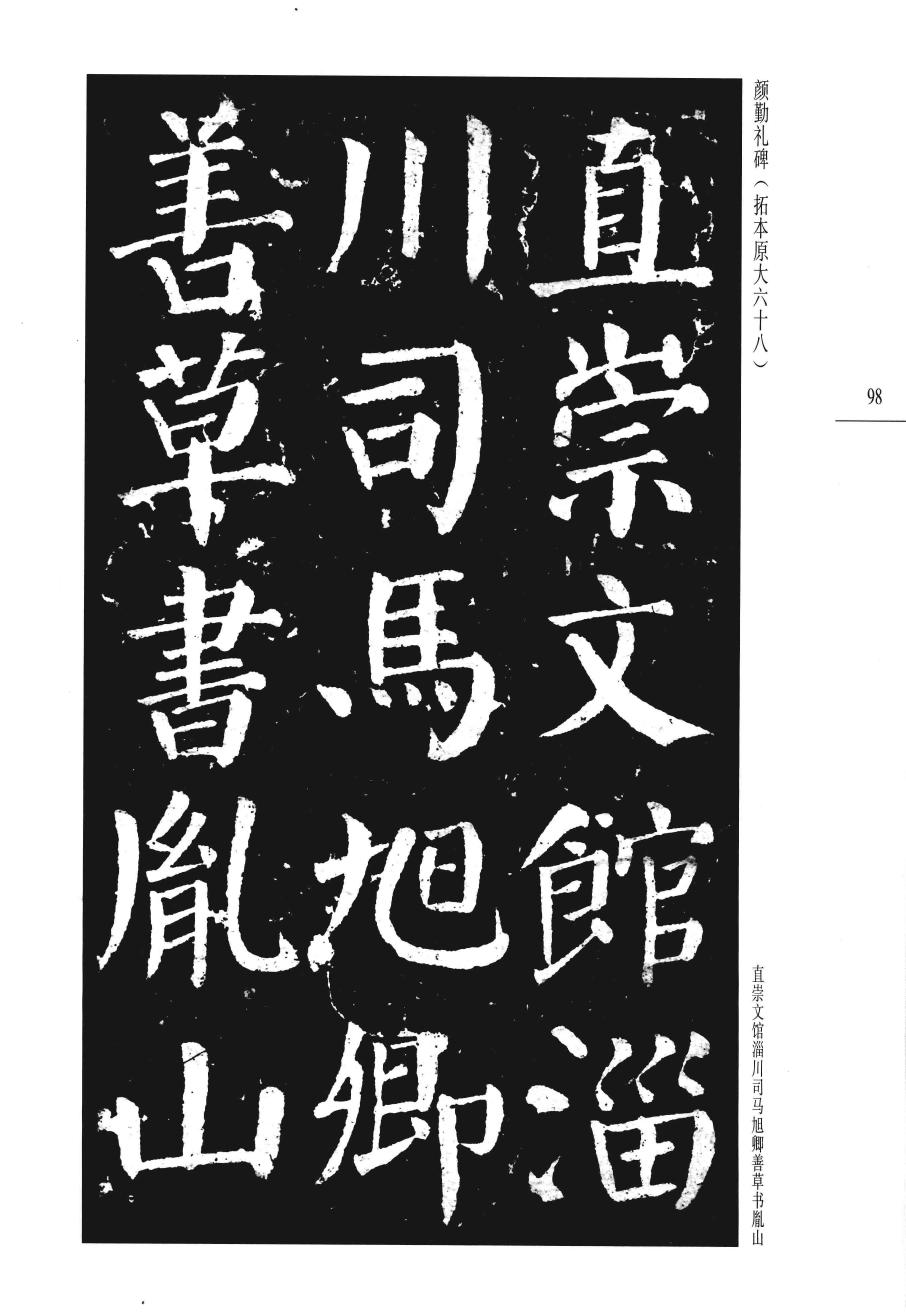 颜勤礼碑（拓本原大六十八）
98
直崇文館淄
川司馬旭卿
善草書胤山
直崇文馆淄川司马旭卿善草书胤山